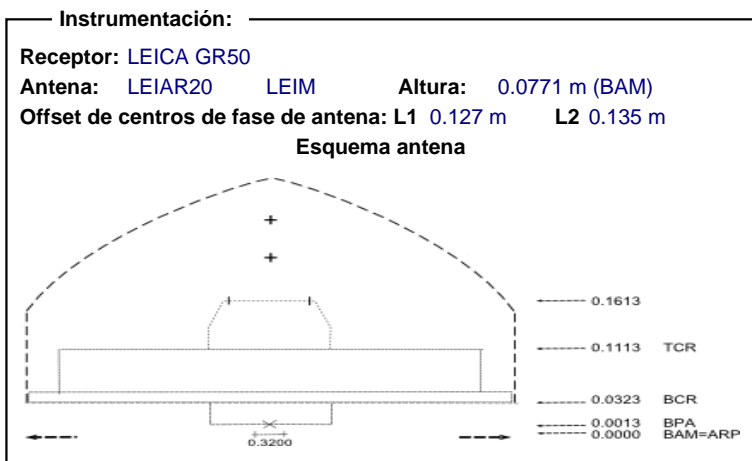 Instrumentación:
Receptor: LEICA GR50
Antena: LEIAR20 LEIM Altura: 0.0771 m (BAM)
Offset de centros de fase de antena: L1 0.127 m L2 0.135 m
Esquema antena
0.1613
0.1113 TCR
0.0323 BCR
0.0013 BPA
0.0000 BAM=ARP
0.3200